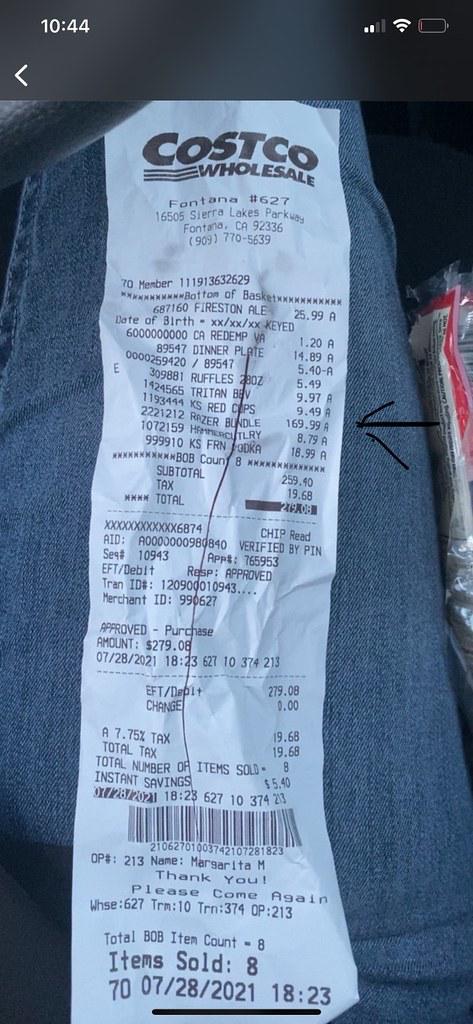 10:44
COSTCO
WHOLESALE
Fontana #627
16505 Sierra Lakes Parkway
Fontana, CA 92336
(909) 770-5639
70 Member 111913632629
***********Bottom of Basket***********
687160 FIRESTON ALE 25.99 A
Date of Birth = xx/xx/xx KEYED
6000000000 CA REDEMP VA 1.20 A
89547 DINNER PLATE 14.89 A
0000259420 / 89547 5.40-A
E 309881 RUFFLES 28OZ 5.49
1424565 TRITAN BEV 9.97 A
1193444 KS RED CUPS 9.49 A
2221212 RAZER BUNDLE 169.99 A
1072159 8.79 A
999910 KS FRN VODKA 18.99 A
***********BOB Count 8 *************
SUBTOTAL 259.40
TAX 19.68
**** TOTAL 279.08
XXXXXXXXXXXX6874 CHIP Read
AID: A0000000980840 VERIFIED BY PIN
Seq# 10943 App#: 765953
EFT/Debit Resp: APPROVED
Tran ID#: 120900010943....
Merchant ID: 990627
APPROVED - Purchase
AMOUNT: $279.08
07/28/2021 18:23 627 10 374 213
EFT/Debit 279.08
CHANGE 0.00
A 7.75% TAX 19.68
TOTAL TAX 19.68
TOTAL NUMBER OF ITEMS SOLD = 8
INSTANT SAVINGS $ 5.40
07/28/2021 18:23 627 10 374 213
21062701003742107281823
OP#: 213 Name: Margarita M
Thank You!
Please Come Again
Whse:627 Trm:10 Trn:374 OP:213
Total BOB Item Count = 8
Items Sold: 8
70 07/28/2021 18:23